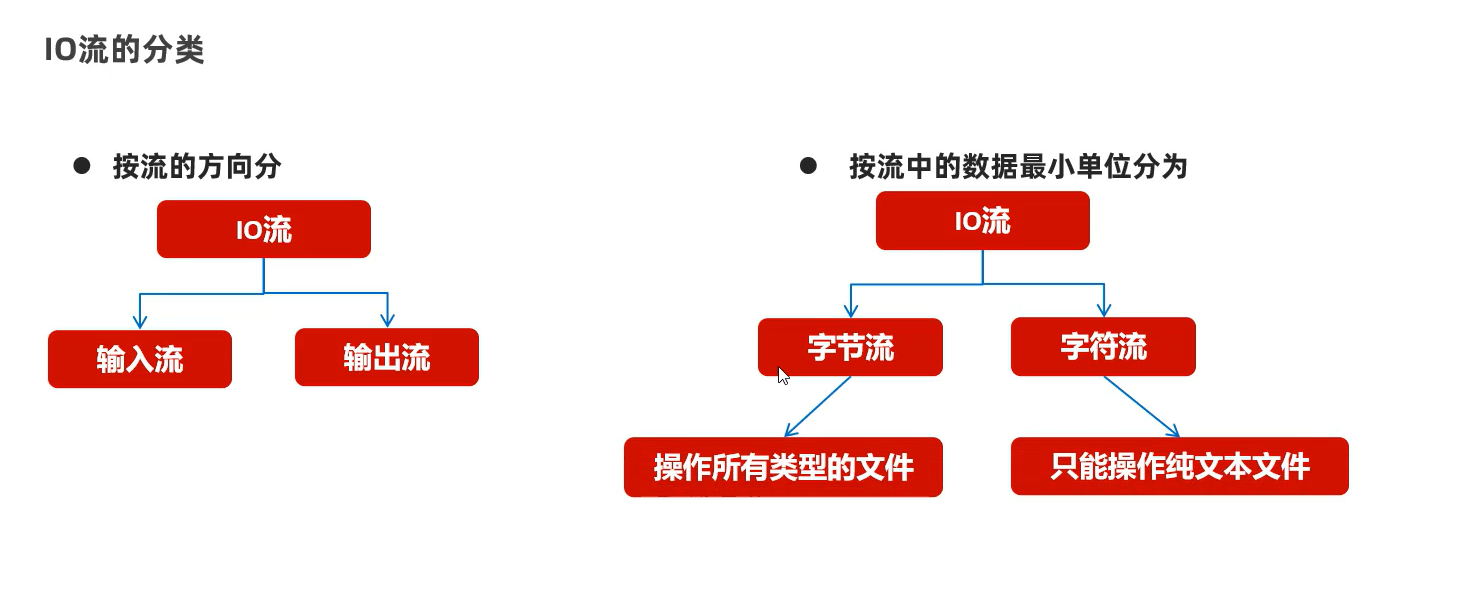 IO流的分类
● 按流的方向分
IO流
输入流
输出流
● 按流中的数据最小单位分为
IO流
字节流
字符流
操作所有类型的文件
只能操作纯文本文件